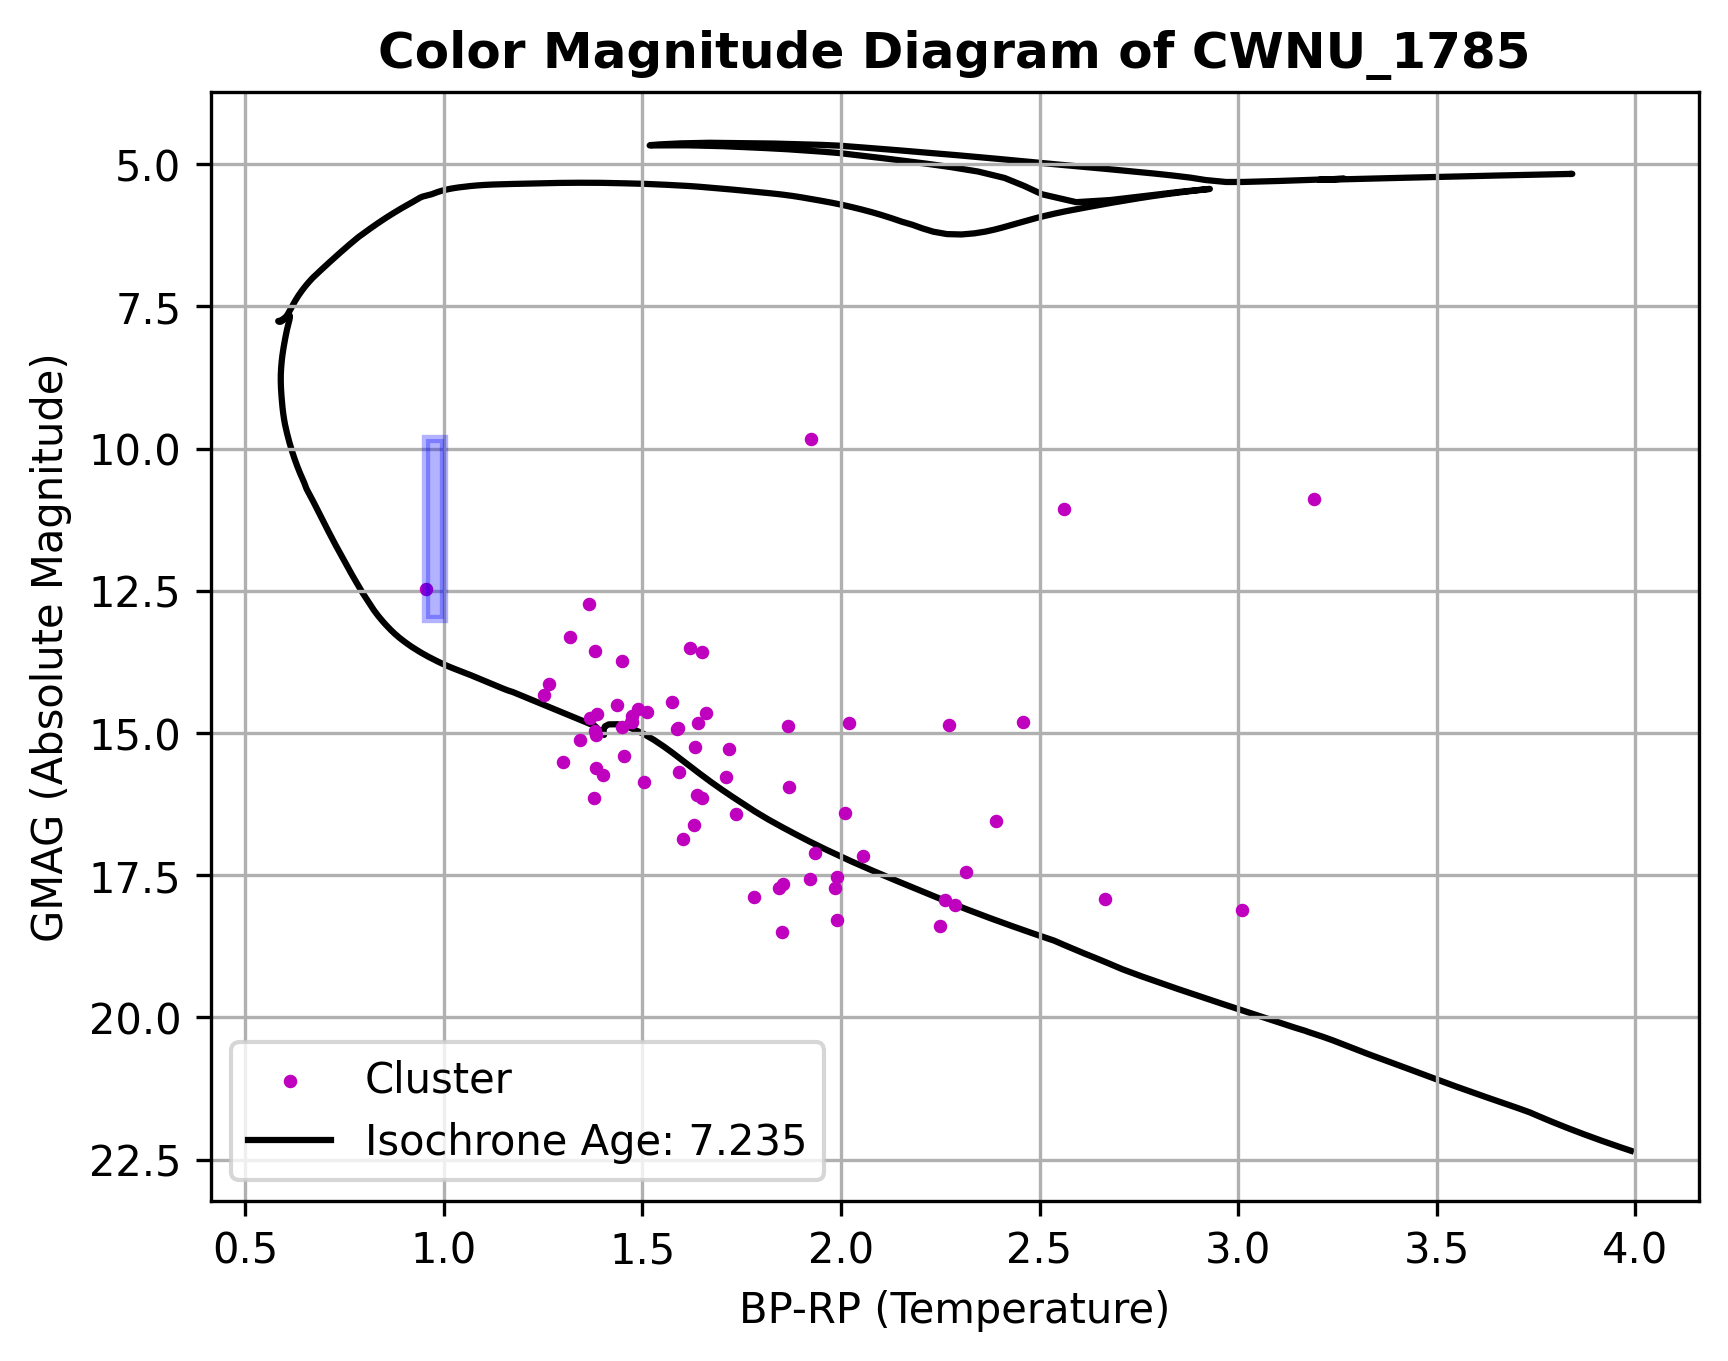 Color Magnitude Diagram of CWNU_1785
GMAG (Absolute Magnitude)
5.0
7.5
10.0
12.5
15.0
17.5
20.0
22.5
Cluster
Isochrone Age: 7.235
0.5 1.0 1.5 2.0 2.5 3.0 3.5 4.0
BP-RP (Temperature)